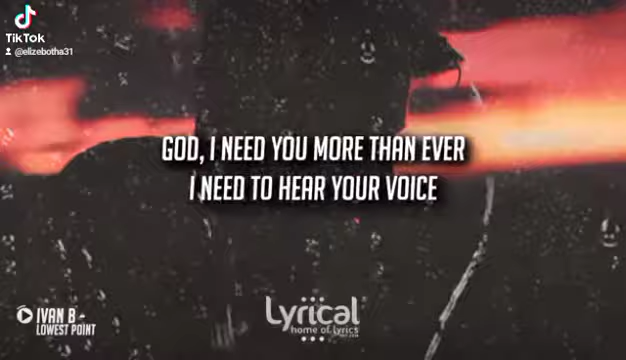 TikTok
@elizebotha31
GOD, I NEED YOU MORE THAN EVER
I NEED TO HEAR YOUR VOICE
IVAN B -
LOWEST POINT
Lyrical
home of lyrics